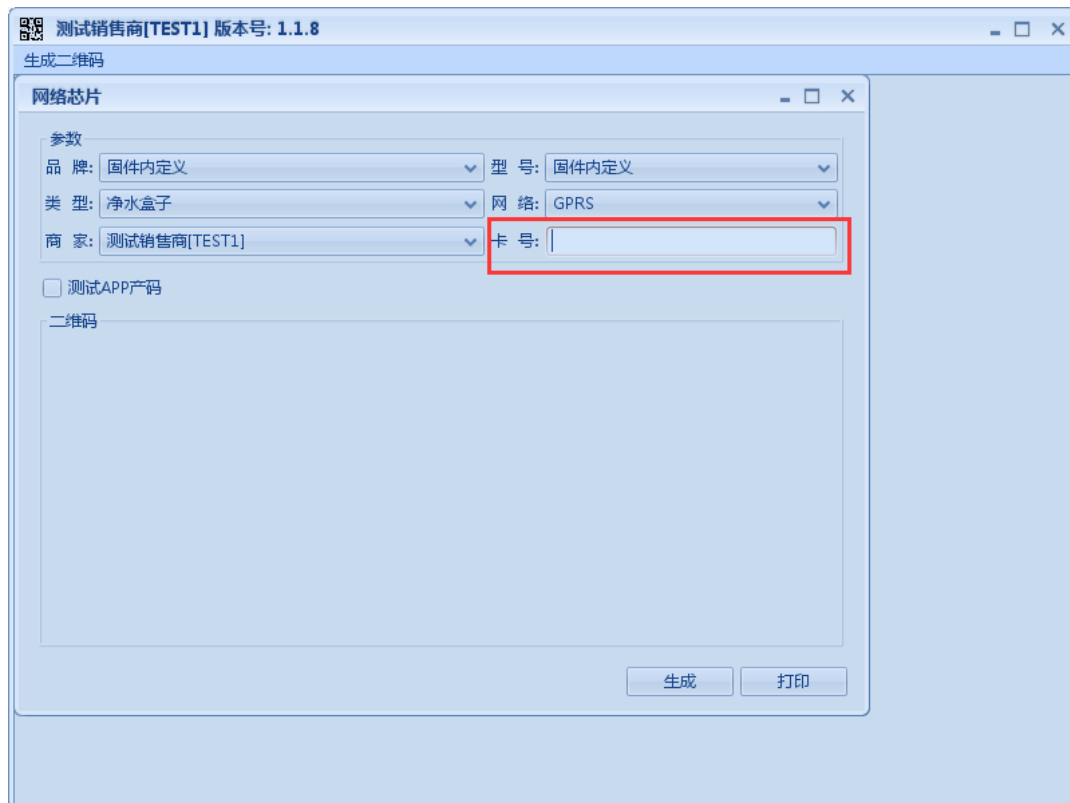 测试销售商[TEST1] 版本号: 1.1.8
生成二维码
网络芯片
参数
品 牌: 固件内定义 型 号: 固件内定义
类 型: 净水盒子 网 络: GPRS
商 家: 测试销售商[TEST1] 卡 号:
测试APP产码
二维码
生成 打印